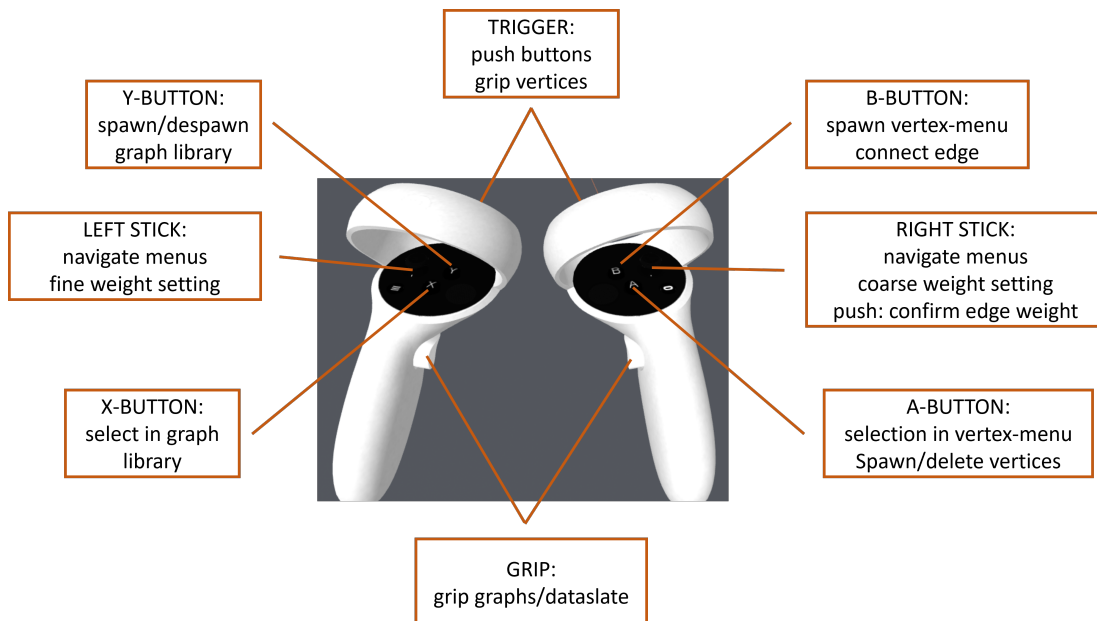 TRIGGER:
push buttons
grip vertices
Y-BUTTON:
spawn/despawn
graph library
B-BUTTON:
spawn vertex-menu
connect edge
LEFT STICK:
navigate menus
fine weight setting
RIGHT STICK:
navigate menus
coarse weight setting
push: confirm edge weight
Y
X
B
A
X-BUTTON:
select in graph
library
A-BUTTON:
selection in vertex-menu
Spawn/delete vertices
GRIP:
grip graphs/dataslate